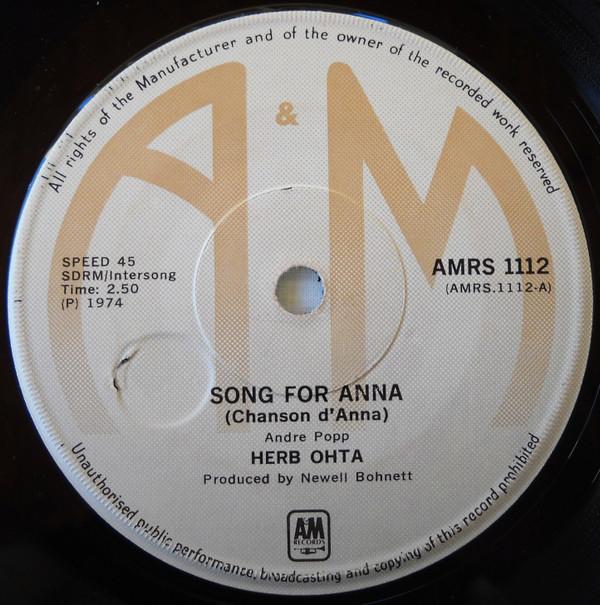 All rights of the Manufacturer and of the owner of the recorded work reserved
A & M
SPEED 45
SDRM/Intersong
Time: 2.50
(P) 1974
AMRS 1112
(AMRS.1112-A)
SONG FOR ANNA
(Chanson d'Anna)
Andre Popp
HERB OHTA
Produced by Newell Bohnett
A&M
RECORDS
Unauthorised public performance, broadcasting and copying of this record prohibited